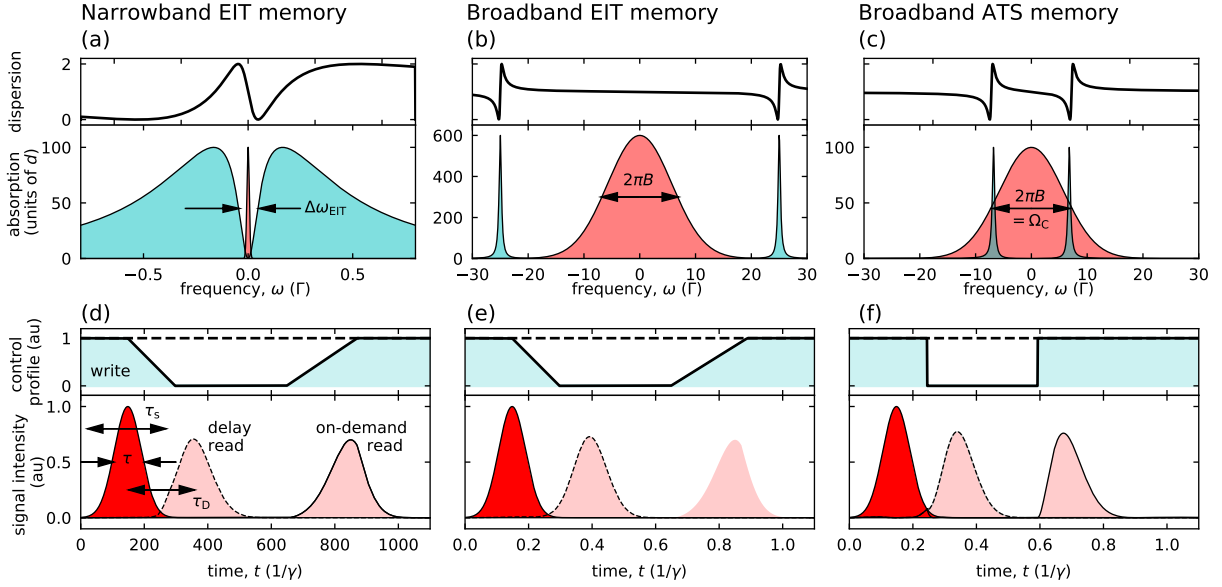 Narrowband EIT memory
Broadband EIT memory
Broadband ATS memory
(a)
(b)
(c)
dispersion
2
0
absorption
(units of d)
100
50
0
Δω_EIT
−0.5
0.0
0.5
frequency, ω (Γ)
600
400
200
0
2πB
−30
−20
−10
0
10
20
30
frequency, ω (Γ)
100
50
0
2πB
= Ω_C
−30
−20
−10
0
10
20
30
frequency, ω (Γ)
(d)
(e)
(f)
control
profile (au)
1
0
write
signal intensity
(au)
1.0
0.5
0.0
τ_s
τ
τ_D
delay
read
on-demand
read
0
200
400
600
800
1000
time, t (1/γ)
0.0
0.2
0.4
0.6
0.8
1.0
time, t (1/γ)
0.0
0.2
0.4
0.6
0.8
1.0
time, t (1/γ)